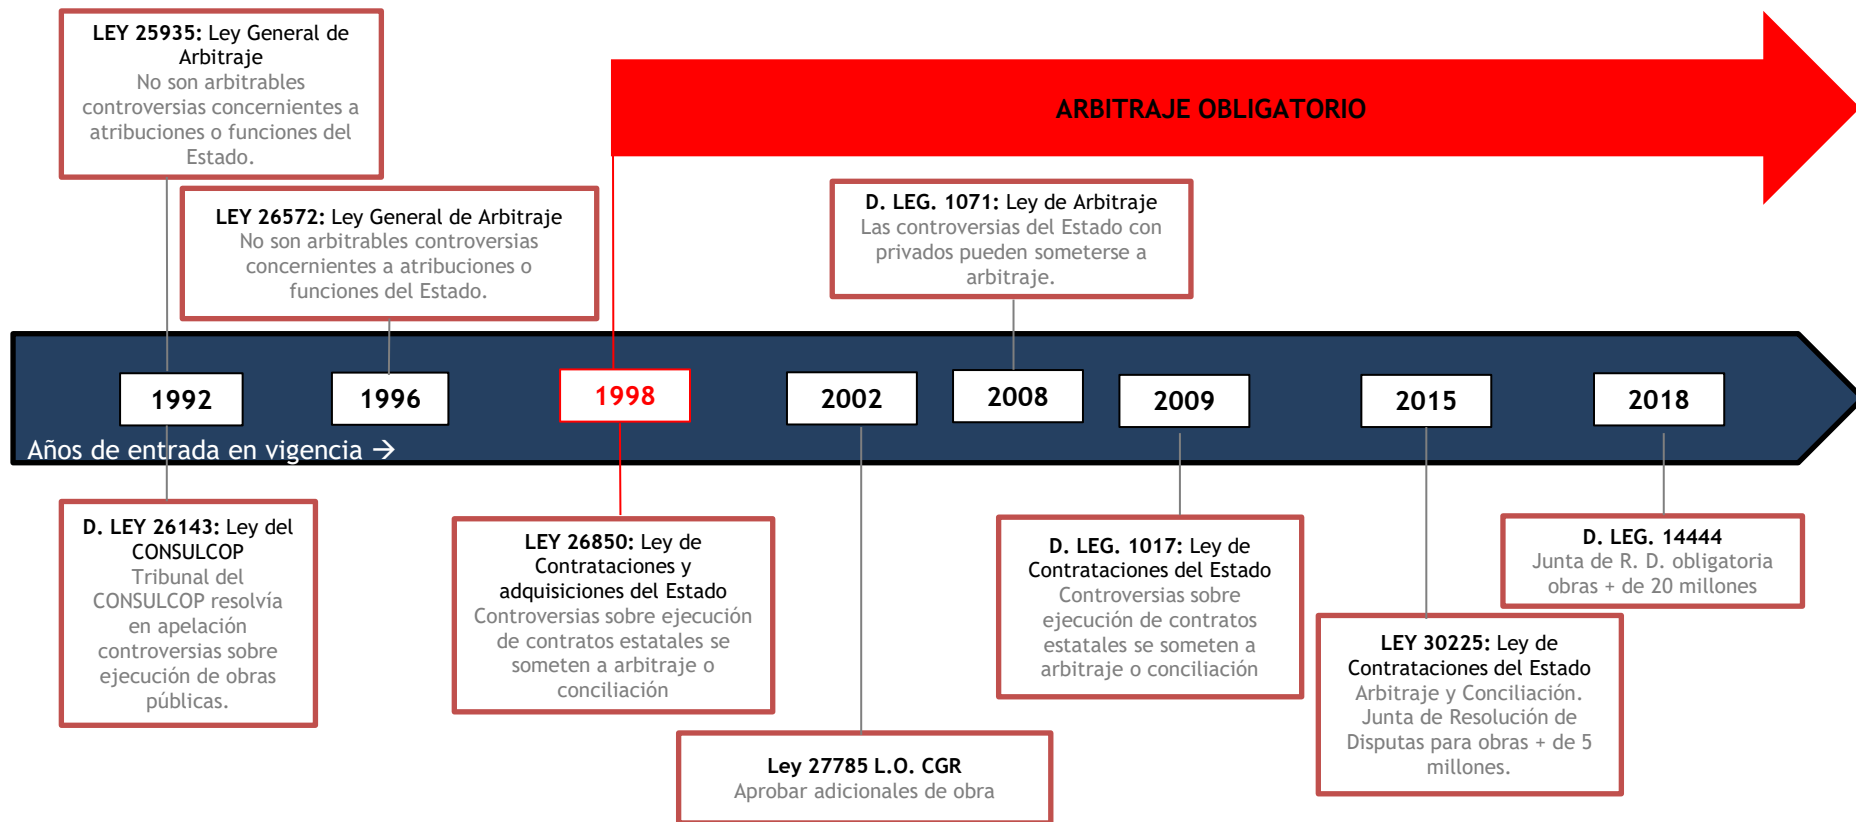 LEY 25935: Ley General de
Arbitraje
No son arbitrables
controversias concernientes a
atribuciones o funciones del
Estado.
ARBITRAJE OBLIGATORIO
LEY 26572: Ley General de Arbitraje
No son arbitrables controversias
concernientes a atribuciones o
funciones del Estado.
D. LEG. 1071: Ley de Arbitraje
Las controversias del Estado con
privados pueden someterse a
arbitraje.
1992
1996
1998
2002
2008
2009
2015
2018
Años de entrada en vigencia →
D. LEY 26143: Ley del
CONSULCOP
Tribunal del
CONSULCOP resolvía
en apelación
controversias sobre
ejecución de obras
públicas.
LEY 26850: Ley de
Contrataciones y
adquisiciones del Estado
Controversias sobre ejecución
de contratos estatales se
someten a arbitraje o
conciliación
Ley 27785 L.O. CGR
Aprobar adicionales de obra
D. LEG. 1017: Ley de
Contrataciones del Estado
Controversias sobre
ejecución de contratos
estatales se someten a
arbitraje o conciliación
LEY 30225: Ley de
Contrataciones del Estado
Arbitraje y Conciliación.
Junta de Resolución de
Disputas para obras + de 5
millones.
D. LEG. 14444
Junta de R. D. obligatoria
obras + de 20 millones